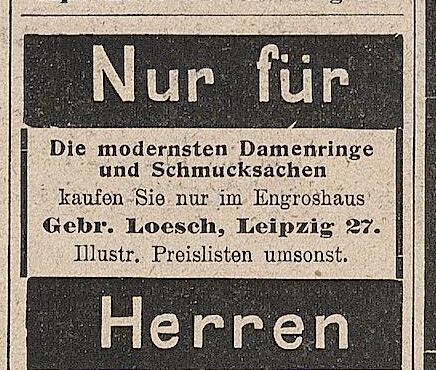 Nur für
Die modernsten Damenringe
und Schmucksachen
kaufen Sie nur im Engroshaus
Gebr. Loesch, Leipzig 27.
Illustr. Preislisten umsonst.
Herren